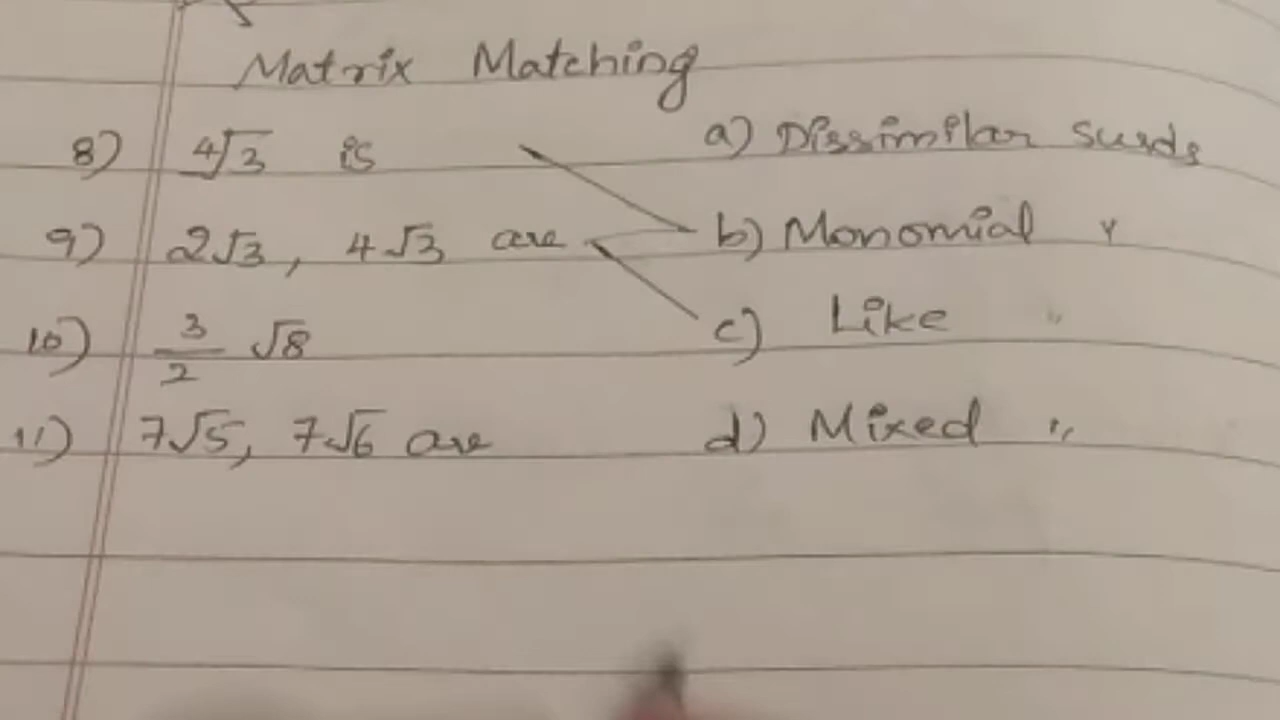 Matrix Matching
8) ∜3 is a) Dissimilar surds
9) 2√3, 4√3 are b) Monomial "
10) 3/2 √8 c) Like "
11) 7√5, 7√6 are d) Mixed "